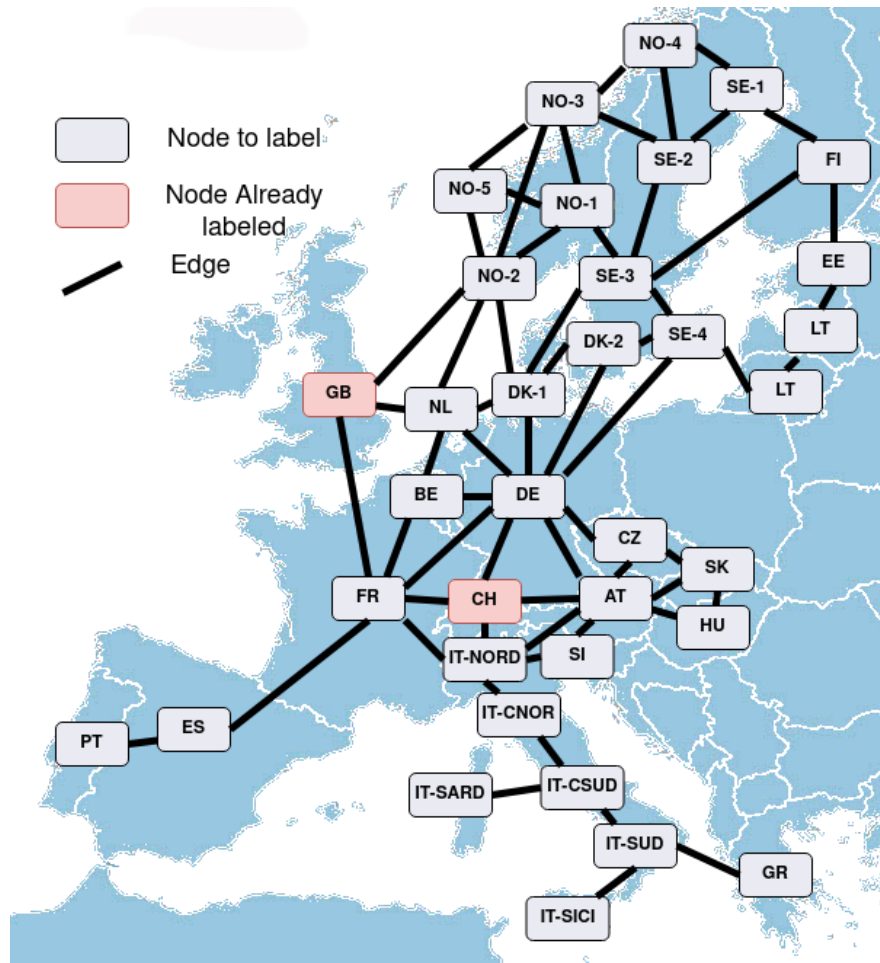 NO-4
SE-1
NO-3
Node to label
SE-2
FI
NO-5
Node Already
labeled
NO-1
Edge
NO-2
SE-3
EE
LT
DK-2
SE-4
GB
NL
DK-1
LT
BE
DE
CZ
SK
FR
CH
AT
HU
IT-NORD
SI
IT-CNOR
PT
ES
IT-SARD
IT-CSUD
IT-SUD
GR
IT-SICI